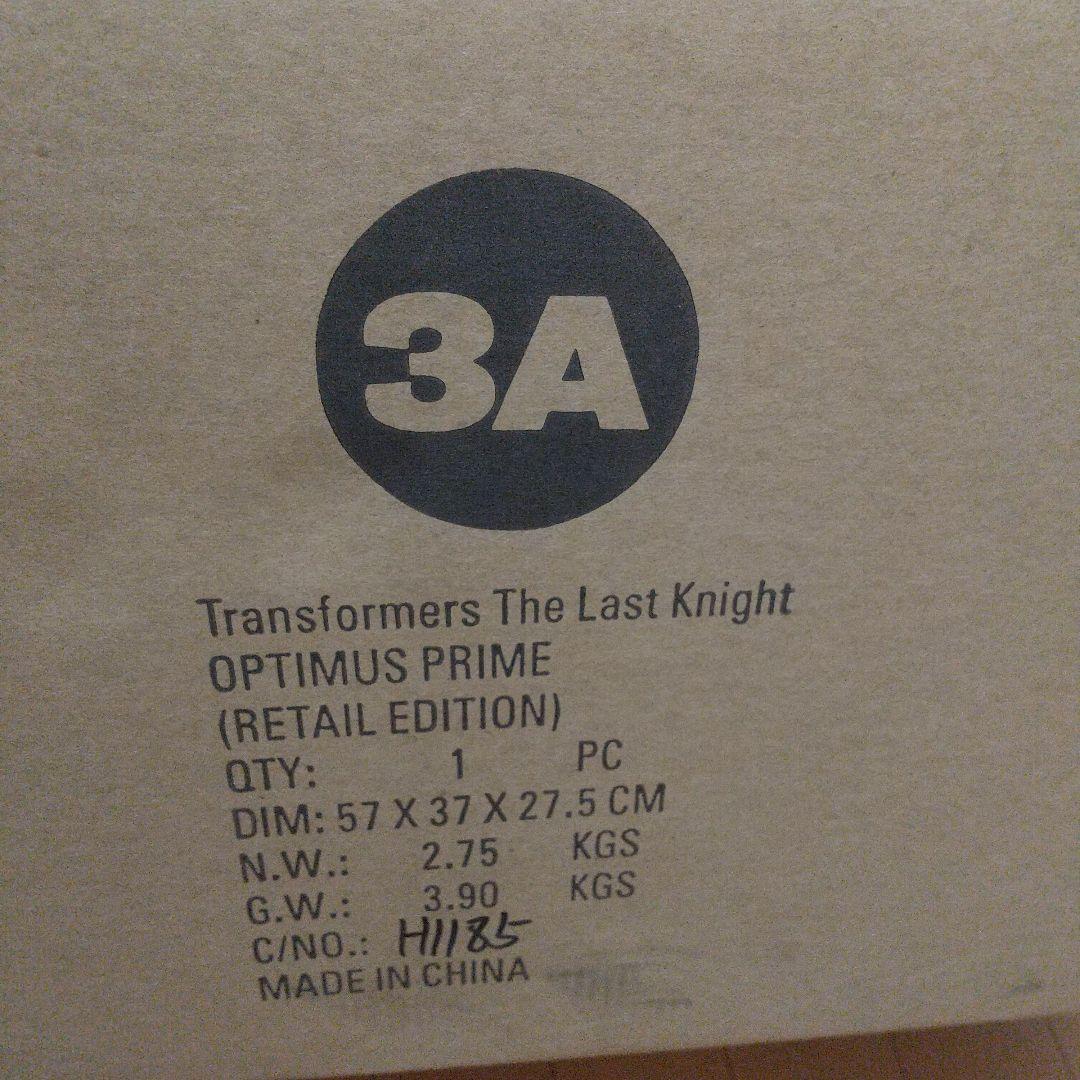 3A
Transformers The Last Knight
OPTIMUS PRIME
(RETAIL EDITION)
QTY: 1 PC
DIM: 57 X 37 X 27.5 CM
N.W.: 2.75 KGS
G.W.: 3.90 KGS
C/NO.: H1185
MADE IN CHINA